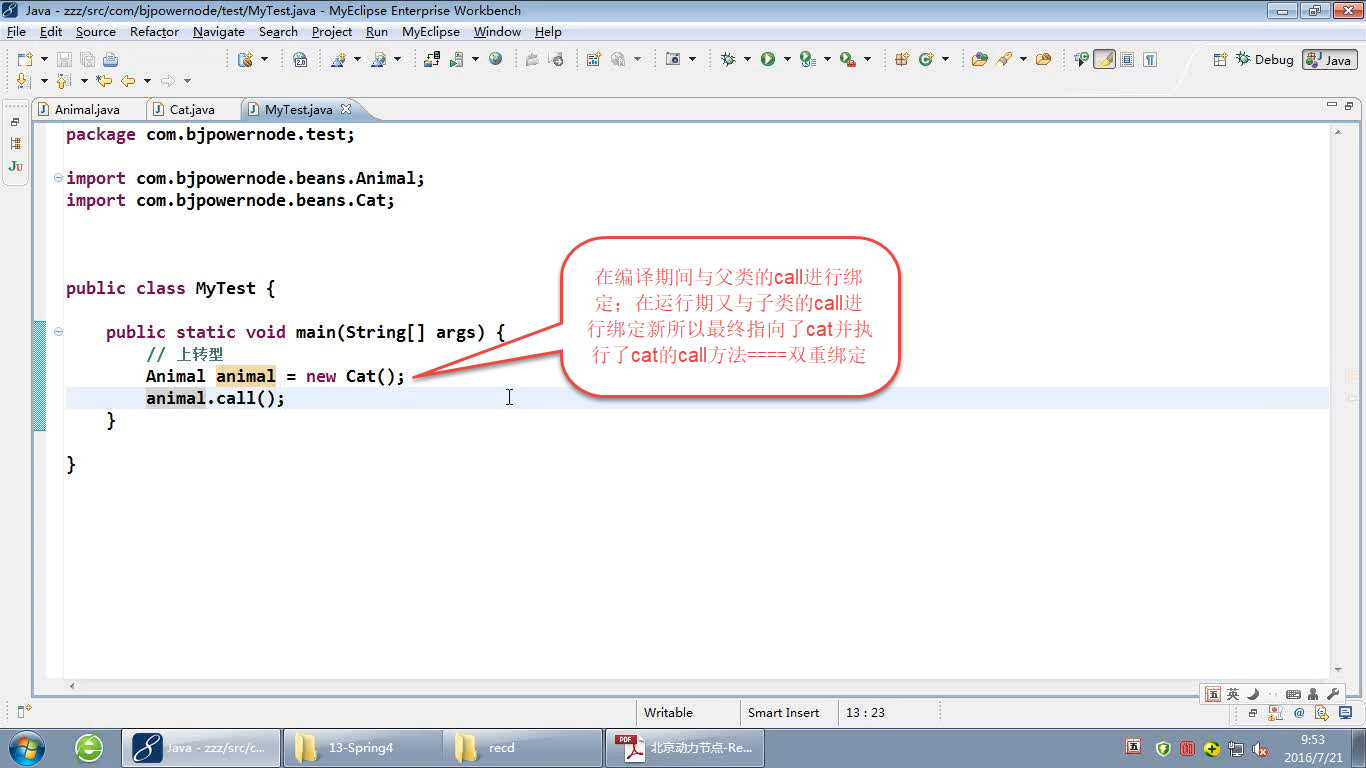 Java - zzz/src/com/bjpowernode/test/MyTest.java - MyEclipse Enterprise Workbench
File Edit Source Refactor Navigate Search Project Run MyEclipse Window Help
Debug Java
Animal.java Cat.java MyTest.java
package com.bjpowernode.test;
import com.bjpowernode.beans.Animal;
import com.bjpowernode.beans.Cat;
public class MyTest {
public static void main(String[] args) {
// 上转型
Animal animal = new Cat();
animal.call();
}
}
在编译期间与父类的call进行绑
定；在运行期又与子类的call进
行绑定新所以最终指向了cat并执
行了cat的call方法====双重绑定
Ju
英
Writable Smart Insert 13 : 23
Java - zzz/src/c... 13-Spring4 recd 北京动力节点-Re...
9:53
2016/7/21